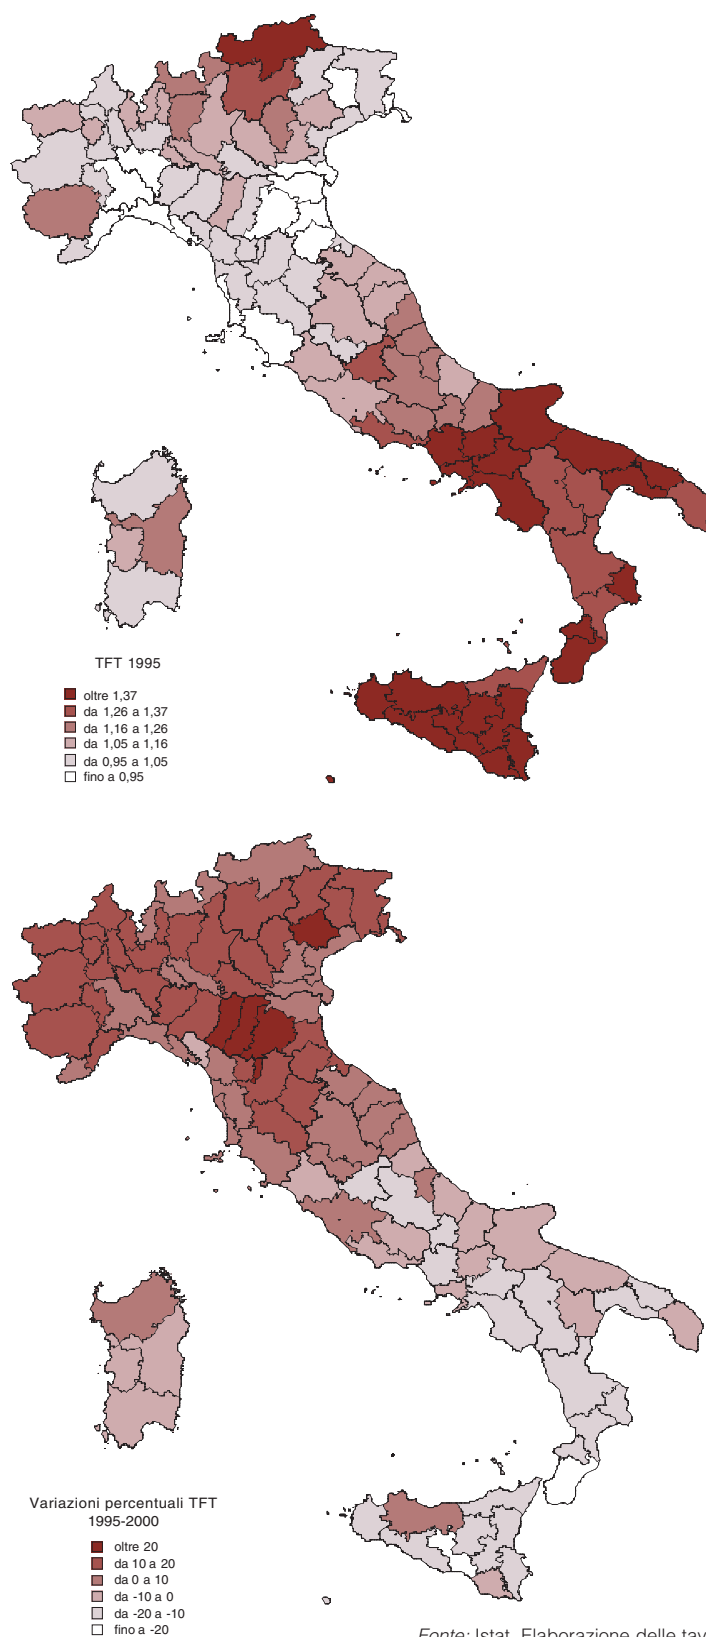 TFT 1995
oltre 1,37
da 1,26 a 1,37
da 1,16 a 1,26
da 1,05 a 1,16
da 0,95 a 1,05
fino a 0,95
Variazioni percentuali TFT
1995-2000
oltre 20
da 10 a 20
da 0 a 10
da -10 a 0
da -20 a -10
fino a -20
Fonte: Istat. Elaborazione delle tav